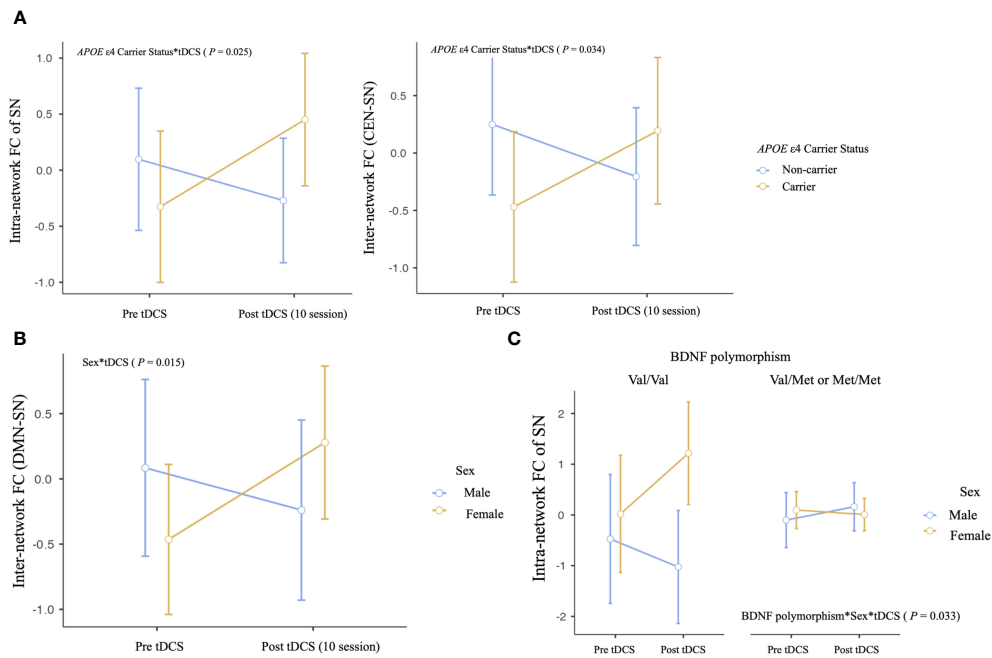 A
APOE ε4 Carrier Status*tDCS ( P = 0.025)
Intra-network FC of SN
1.0
0.5
0.0
-0.5
-1.0
Pre tDCS
Post tDCS (10 session)
APOE ε4 Carrier Status*tDCS ( P = 0.034)
Inter-network FC (CEN-SN)
0.5
0.0
-0.5
-1.0
Pre tDCS
Post tDCS (10 session)
APOE ε4 Carrier Status
Non-carrier
Carrier
B
Sex*tDCS ( P = 0.015)
Inter-network FC (DMN-SN)
0.5
0.0
-0.5
-1.0
Pre tDCS
Post tDCS (10 session)
Sex
Male
Female
C
BDNF polymorphism
Val/Val
Val/Met or Met/Met
Intra-network FC of SN
2
1
0
-1
-2
Pre tDCS
Post tDCS
Pre tDCS
Post tDCS
Sex
Male
Female
BDNF polymorphism*Sex*tDCS ( P = 0.033)